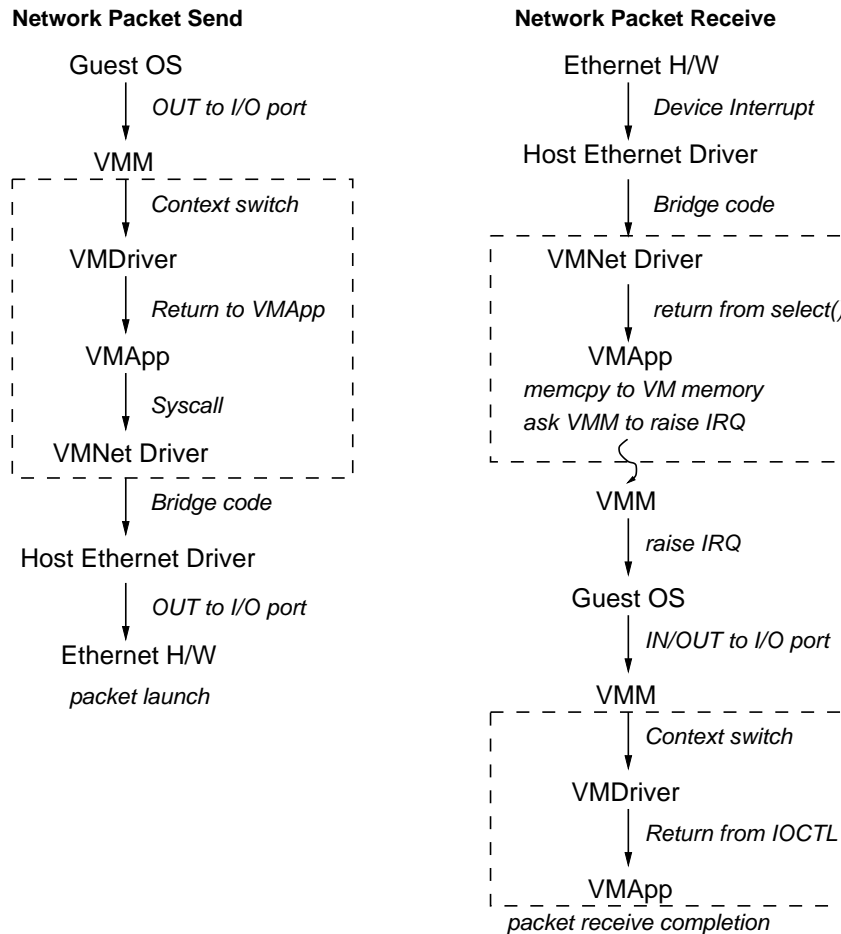 Network Packet Send
Guest OS
OUT to I/O port
VMM
Context switch
VMDriver
Return to VMApp
VMApp
Syscall
VMNet Driver
Bridge code
Host Ethernet Driver
OUT to I/O port
Ethernet H/W
packet launch
Network Packet Receive
Ethernet H/W
Device Interrupt
Host Ethernet Driver
Bridge code
VMNet Driver
return from select()
VMApp
memcpy to VM memory
ask VMM to raise IRQ
VMM
raise IRQ
Guest OS
IN/OUT to I/O port
VMM
Context switch
VMDriver
Return from IOCTL
VMApp
packet receive completion